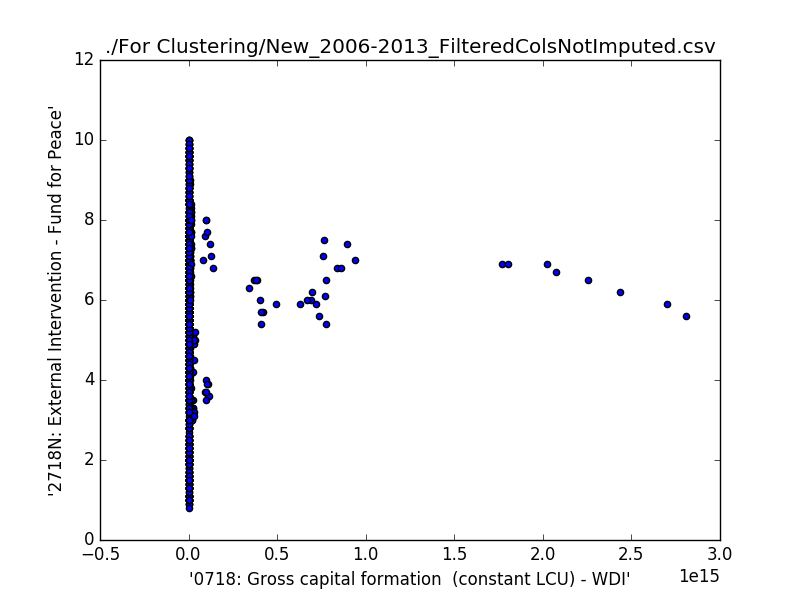 ./For Clustering/New_2006-2013_FilteredColsNotImputed.csv
12
10
8
6
4
2
0
'2718N: External Intervention - Fund for Peace'
−0.5 0.0 0.5 1.0 1.5 2.0 2.5 3.0
1e15
'0718: Gross capital formation  (constant LCU) - WDI'